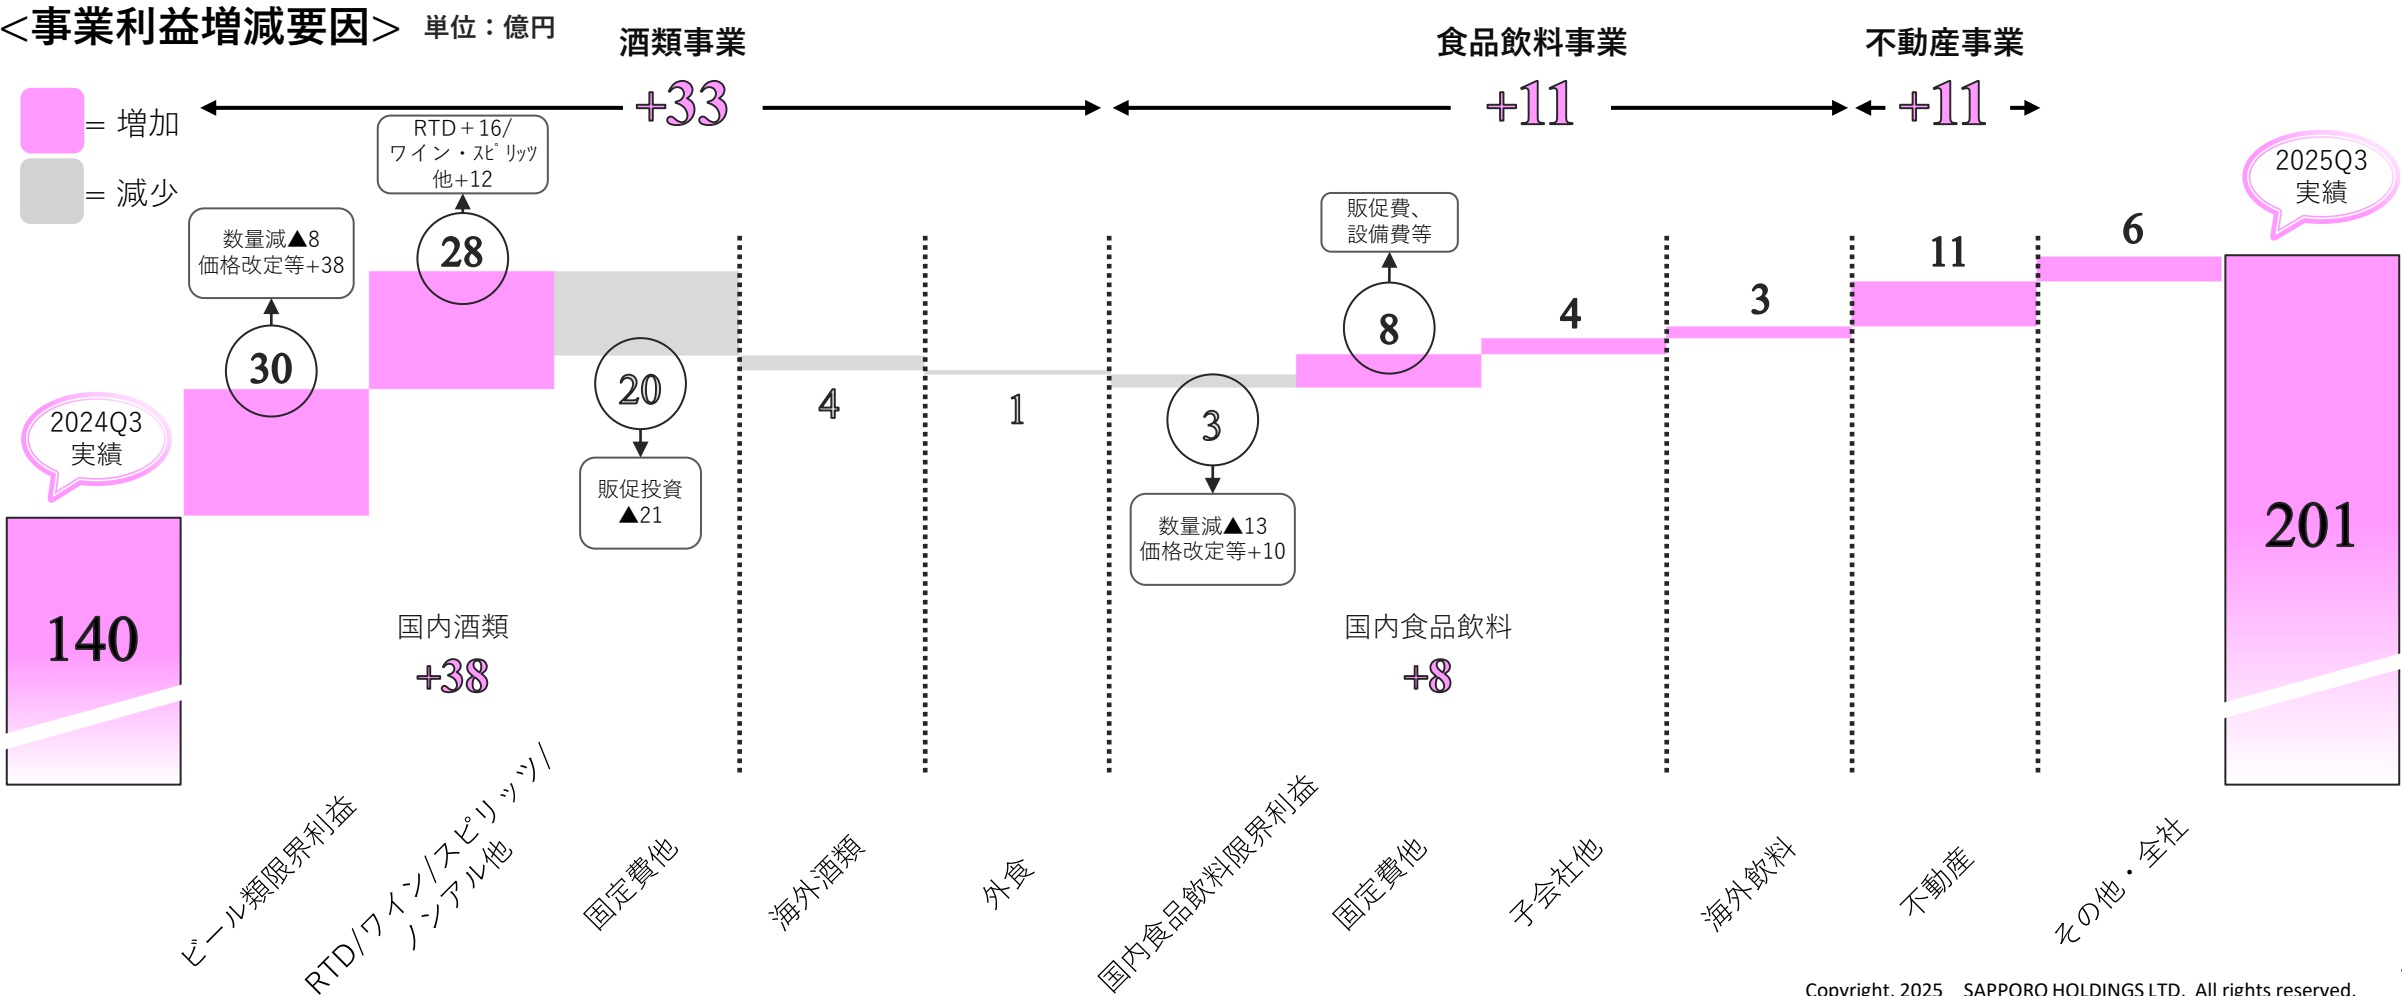 <事業利益増減要因> 単位：億円
= 増加
= 減少
酒類事業
+33
食品飲料事業
+11
不動産事業
+11
2024Q3
実績
140
数量減▲8
価格改定等+38
30
RTD＋16/
ワイン・ｽﾋﾟﾘｯﾂ
他+12
28
20
販促投資
▲21
4
1
3
数量減▲13
価格改定等+10
販促費、
設備費等
8
4
3
11
6
2025Q3
実績
201
国内酒類
+38
国内食品飲料
+8
ビール類限界利益
RTD/ワイン/スピリッツ/
ノンアル他
固定費他
海外酒類
外食
国内食品飲料限界利益
固定費他
子会社他
海外飲料
不動産
その他・全社
Copyright, 2025 SAPPORO HOLDINGS LTD. All rights reserved.